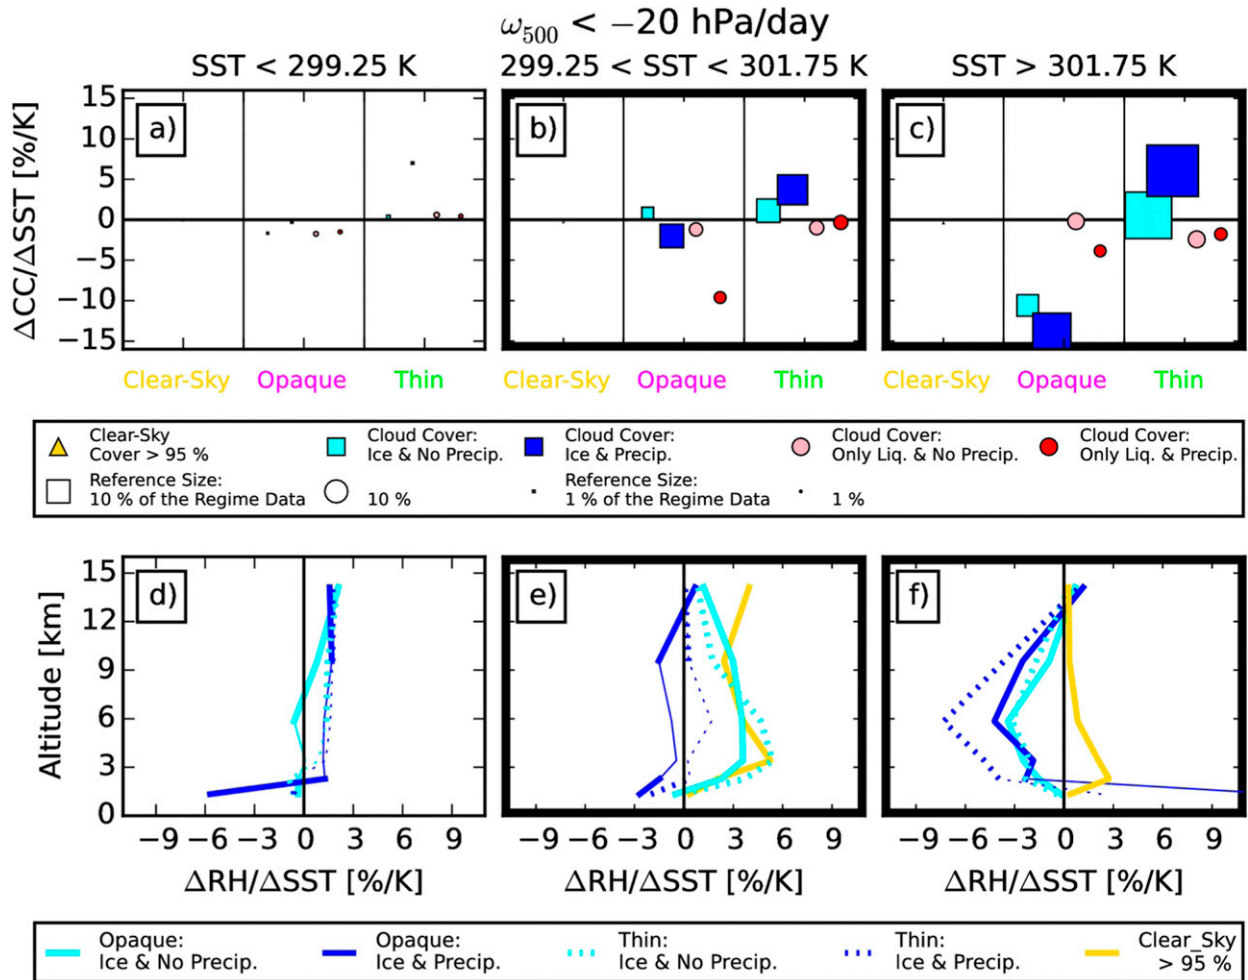 ω500 < −20 hPa/day
SST < 299.25 K
299.25 < SST < 301.75 K
SST > 301.75 K
ΔCC/ΔSST [%/K]
15
10
5
0
−5
−10
−15
a)
b)
c)
Clear-Sky Opaque Thin
Clear-Sky Opaque Thin
Clear-Sky Opaque Thin
Clear-Sky
Cover > 95 %
Cloud Cover:
Ice & No Precip.
Cloud Cover:
Ice & Precip.
Cloud Cover:
Only Liq. & No Precip.
Cloud Cover:
Only Liq. & Precip.
Reference Size:
10 % of the Regime Data
10 %
Reference Size:
1 % of the Regime Data
1 %
Altitude [km]
15
12
9
6
3
0
d)
e)
f)
−9 −6 −3 0 3 6 9
−9 −6 −3 0 3 6 9
−9 −6 −3 0 3 6 9
ΔRH/ΔSST [%/K]
ΔRH/ΔSST [%/K]
ΔRH/ΔSST [%/K]
Opaque:
Ice & No Precip.
Opaque:
Ice & Precip.
Thin:
Ice & No Precip.
Thin:
Ice & Precip.
Clear_Sky
> 95 %